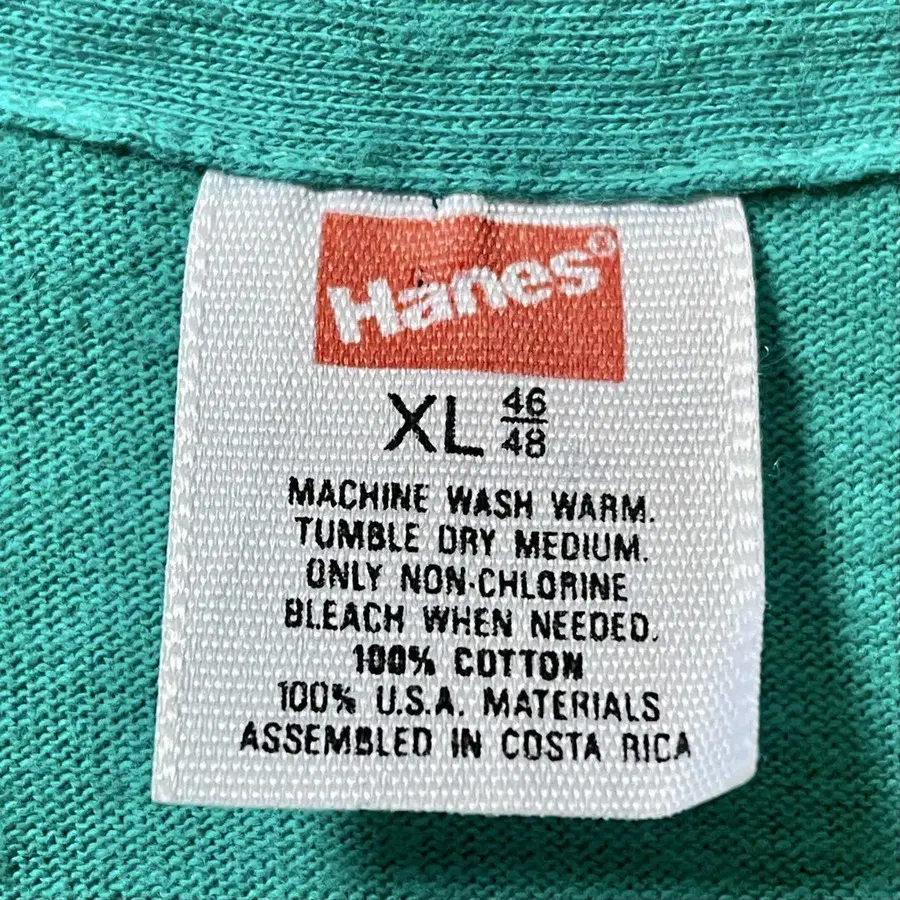 Hanes®
XL 46/48
MACHINE WASH WARM.
TUMBLE DRY MEDIUM.
ONLY NON-CHLORINE
BLEACH WHEN NEEDED.
100% COTTON
100% U.S.A. MATERIALS
ASSEMBLED IN COSTA RICA